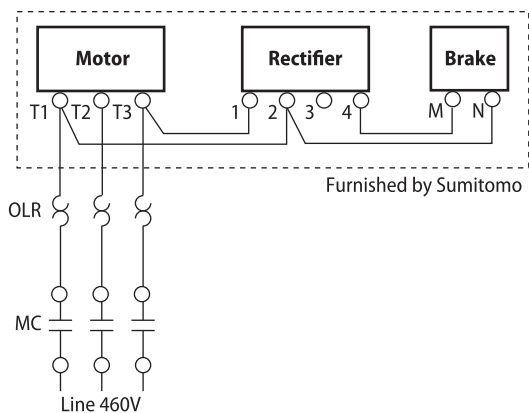 Motor Rectifier Brake
T1 T2 T3 1 2 3 4 M N
Furnished by Sumitomo
OLR
MC
Line 460V